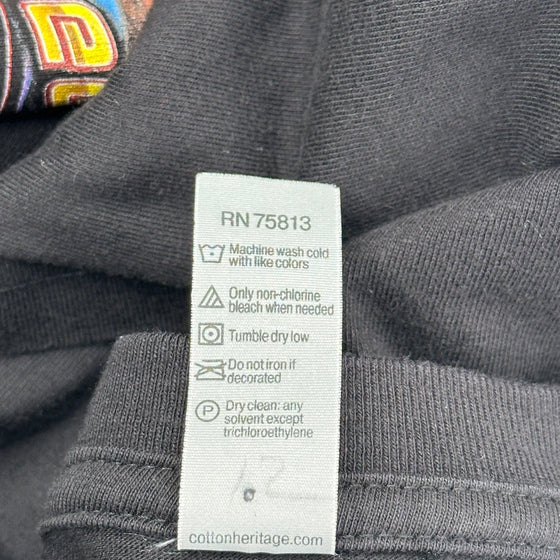 RN 75813
Machine wash cold
with like colors
Only non-chlorine
bleach when needed
Tumble dry low
Do not iron if
decorated
P
Dry clean: any
solvent except
trichloroethylene
cottonheritage.com